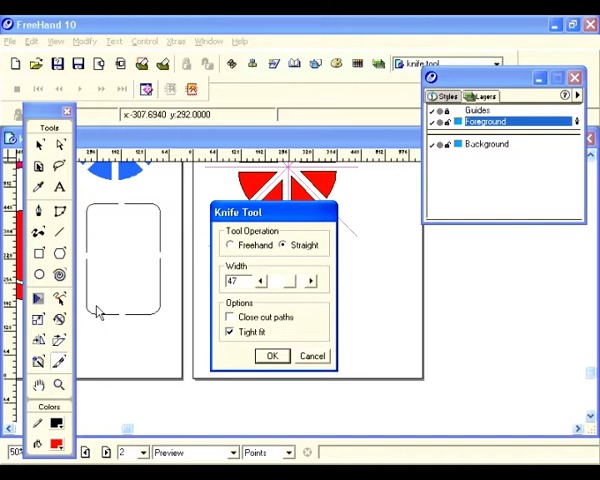 FreeHand 10
File Edit View Modify Text Control Xtras Window Help
knife tool
x:-307.6940 y:292.0000
Tools
Styles Layers
Guides
Foreground
Background
Knife Tool
Tool Operation
Freehand Straight
Width
47
Options
Close cut paths
Tight fit
OK Cancel
Colors
2 Preview Points